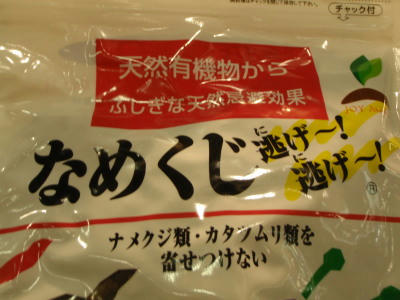 チャック付
天然有機物から
ふしぎな天然忌避効果
なめくじ逃げ〜!
逃げ〜!
®
ナメクジ類・カタツムリ類を
寄せつけない